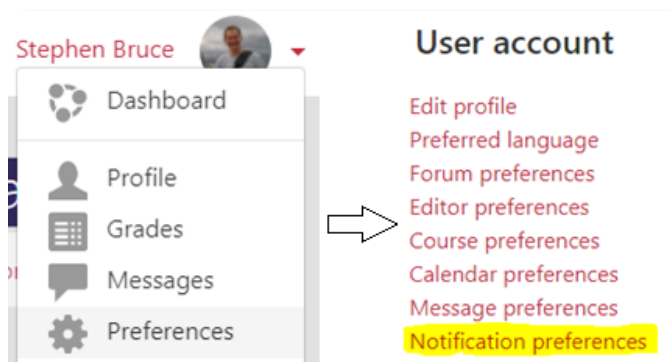 Stephen Bruce
Dashboard
Profile
Grades
Messages
Preferences
User account
Edit profile
Preferred language
Forum preferences
Editor preferences
Course preferences
Calendar preferences
Message preferences
Notification preferences